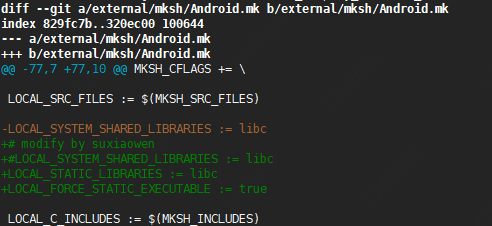 diff --git a/external/mksh/Android.mk b/external/mksh/Android.mk
index 829fc7b..320ec00 100644
--- a/external/mksh/Android.mk
+++ b/external/mksh/Android.mk
@@ -77,7 +77,10 @@ MKSH_CFLAGS += \
 LOCAL_SRC_FILES := $(MKSH_SRC_FILES)
-LOCAL_SYSTEM_SHARED_LIBRARIES := libc
+# modify by suxiaowen
+#LOCAL_SYSTEM_SHARED_LIBRARIES := libc
+LOCAL_STATIC_LIBRARIES := libc
+LOCAL_FORCE_STATIC_EXECUTABLE := true
 LOCAL_C_INCLUDES := $(MKSH_INCLUDES)